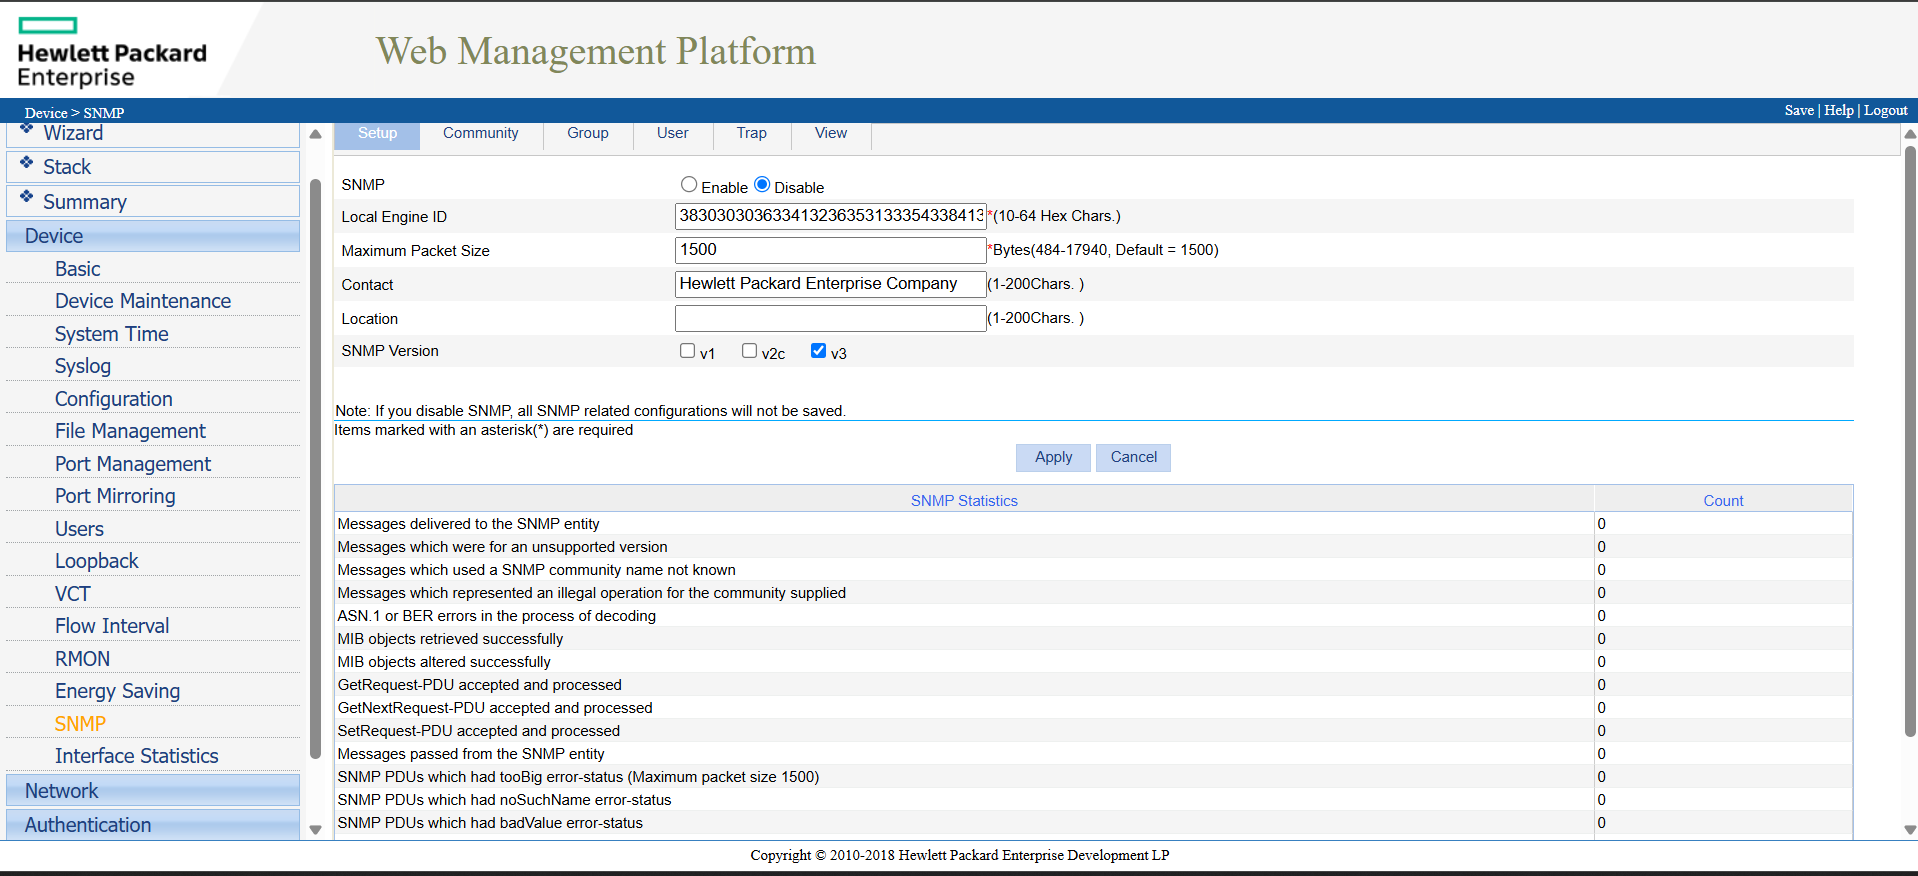 Hewlett Packard
Enterprise
Web Management Platform
Device > SNMP
Save | Help | Logout
Wizard
Stack
Summary
Device
Basic
Device Maintenance
System Time
Syslog
Configuration
File Management
Port Management
Port Mirroring
Users
Loopback
VCT
Flow Interval
RMON
Energy Saving
SNMP
Interface Statistics
Network
Authentication
Setup Community Group User Trap View
SNMP Enable Disable
Local Engine ID 383030303633413236353133354338413 *(10-64 Hex Chars.)
Maximum Packet Size 1500 *Bytes(484-17940, Default = 1500)
Contact Hewlett Packard Enterprise Company (1-200Chars. )
Location (1-200Chars. )
SNMP Version v1 v2c v3
Note: If you disable SNMP, all SNMP related configurations will not be saved.
Items marked with an asterisk(*) are required
Apply Cancel
SNMP Statistics Count
Messages delivered to the SNMP entity 0
Messages which were for an unsupported version 0
Messages which used a SNMP community name not known 0
Messages which represented an illegal operation for the community supplied 0
ASN.1 or BER errors in the process of decoding 0
MIB objects retrieved successfully 0
MIB objects altered successfully 0
GetRequest-PDU accepted and processed 0
GetNextRequest-PDU accepted and processed 0
SetRequest-PDU accepted and processed 0
Messages passed from the SNMP entity 0
SNMP PDUs which had tooBig error-status (Maximum packet size 1500) 0
SNMP PDUs which had noSuchName error-status 0
SNMP PDUs which had badValue error-status 0
Copyright © 2010-2018 Hewlett Packard Enterprise Development LP